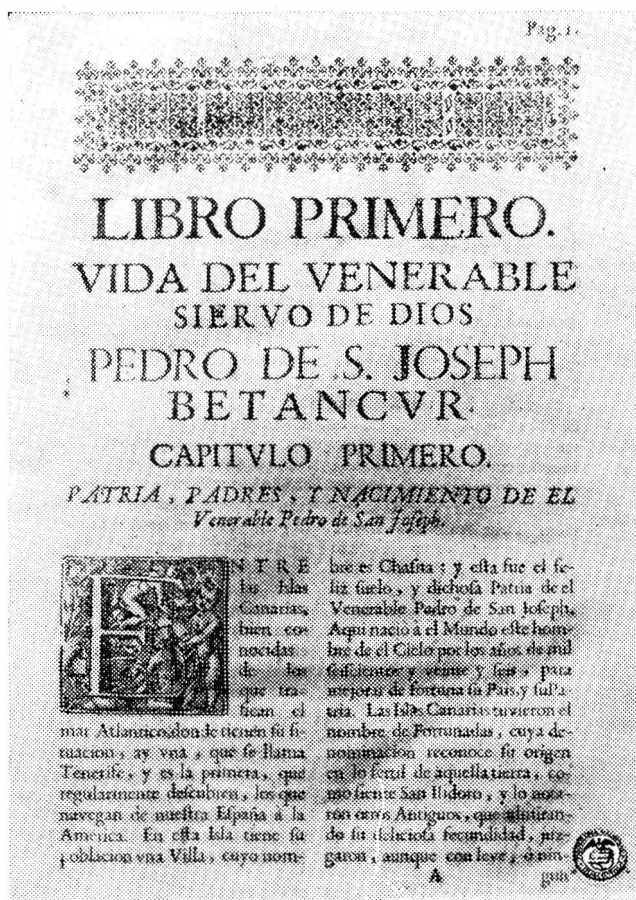 Pag. 1.
LIBRO PRIMERO.
VIDA DEL VENERABLE
SIERVO DE DIOS
PEDRO DE S. JOSEPH
BETANCVR.
CAPITVLO PRIMERO.
PATRIA, PADRES, Y NACIMIENTO DE EL
Venerable Pedro de San Joseph.
ENTRE
las Islas
Canarias,
bien co-
nocidas
de los
que tra-
fican el
mar Atlantico, donde tienen su si-
tuacion, ay vna, que se llama
Tenerife, y es la primera, que
regularmente descubren, los que
navegan de nuestra España à la
America. En esta Isla tiene su
poblacion vna Villa, cuyo nom-
bre es Chasna; y esta fue el fe-
liz suelo, y dichosa Patria de el
Venerable Pedro de San Joseph.
Aqui naciò à el Mundo este hom-
bre de el Cielo por los años de mil
seiscientos y veinte y seis, para
mejorar de fortuna su Pais, y su Pa-
tria. Las Islas Canarias tuvieron el
nombre de Fortunadas, cuya de-
nominacion reconoce su origen
en lo fertil de aquella tierra, co-
mo siente San Isidoro, y lo nota-
ron otros Antiguos, que admiran-
do su deliciosa fecundidad, juz-
garon, aunque con leve, ò nin-
A
gun